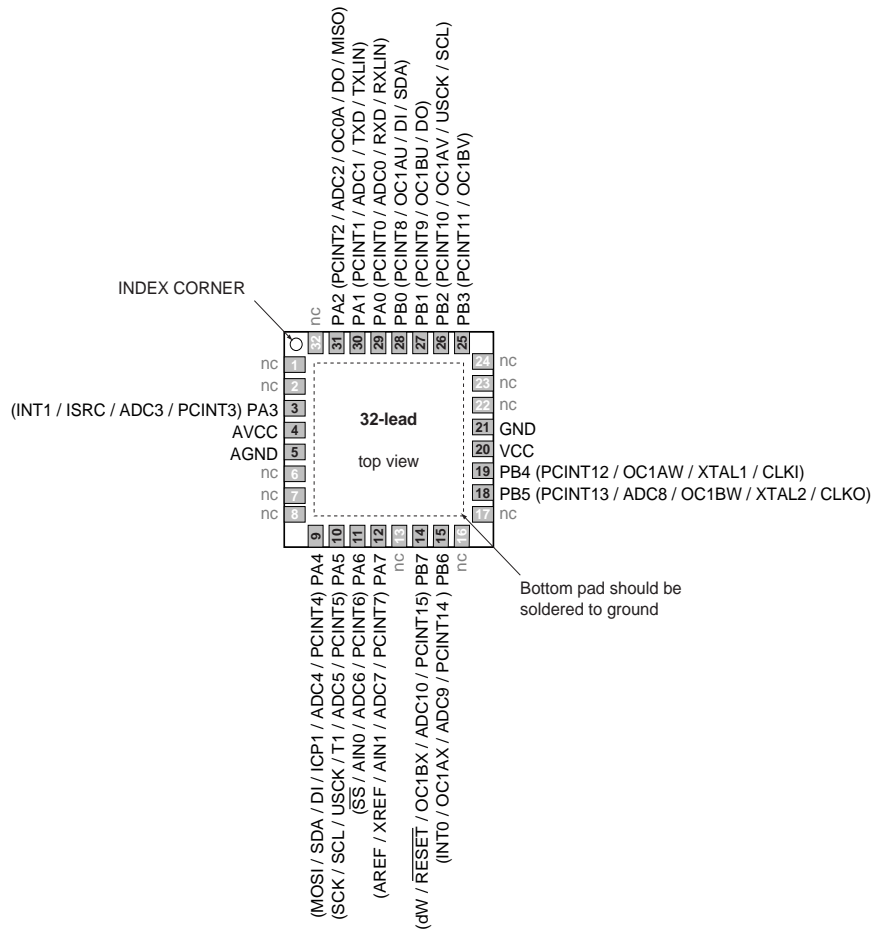 PA2 (PCINT2 / ADC2 / OC0A / DO / MISO)
PA1 (PCINT1 / ADC1 / TXD / TXLIN)
PA0 (PCINT0 / ADC0 / RXD / RXLIN)
PB0 (PCINT8 / OC1AU / DI / SDA)
PB1 (PCINT9 / OC1BU / DO)
PB2 (PCINT10 / OC1AV / USCK / SCL)
PB3 (PCINT11 / OC1BV)
INDEX CORNER
nc
32
31
30
29
28
27
26
25
nc 1
nc 2
(INT1 / ISRC / ADC3 / PCINT3) PA3 3
AVCC 4
AGND 5
nc 6
nc 7
nc 8
32-lead
top view
24 nc
23 nc
22 nc
21 GND
20 VCC
19 PB4 (PCINT12 / OC1AW / XTAL1 / CLKI)
18 PB5 (PCINT13 / ADC8 / OC1BW / XTAL2 / CLKO)
17 nc
9
10
11
12
13
14
15
16
(MOSI / SDA / DI / ICP1 / ADC4 / PCINT4) PA4
(SCK / SCL / USCK / T1 / ADC5 / PCINT5) PA5
(SS / AIN0 / ADC6 / PCINT6) PA6
(AREF / XREF / AIN1 / ADC7 / PCINT7) PA7
nc
(dW / RESET / OC1BX / ADC10 / PCINT15) PB7
(INT0 / OC1AX / ADC9 / PCINT14 ) PB6
nc
Bottom pad should be
soldered to ground